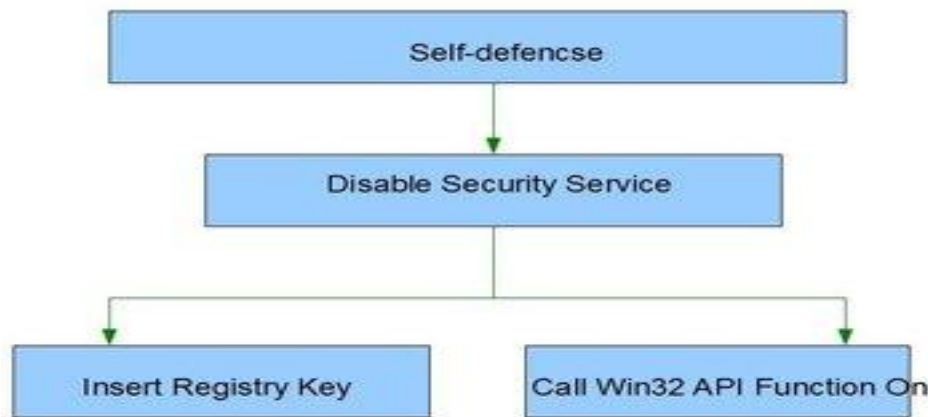 Self-defencse
Disable Security Service
Insert Registry Key
Call Win32 API Function On